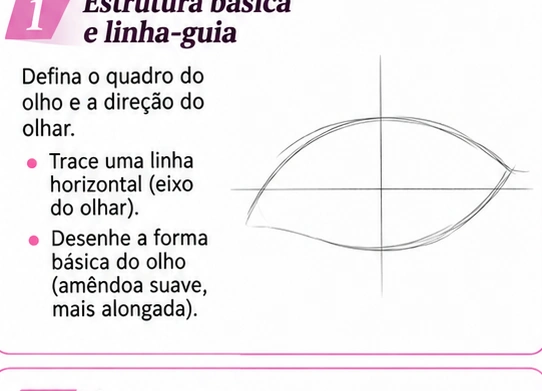 1
Estrutura básica
e linha-guia
Defina o quadro do
olho e a direção do
olhar.
Trace uma linha
horizontal (eixo
do olhar).
Desenhe a forma
básica do olho
(amêndoa suave,
mais alongada).